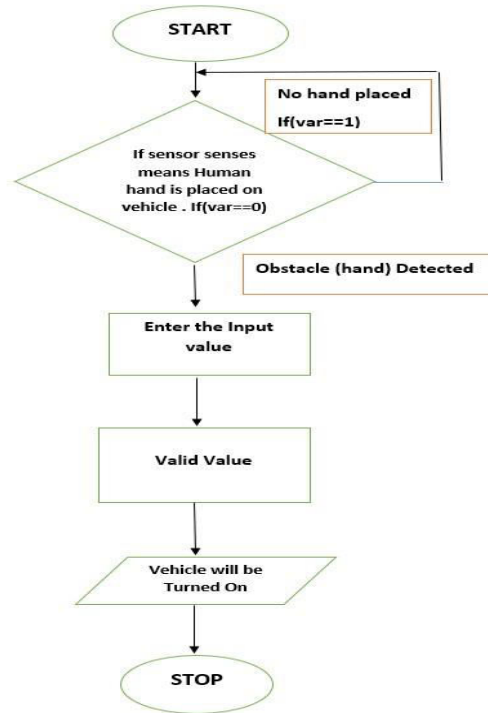 START
No hand placed
If(var==1)
If sensor senses
means Human
hand is placed on
vehicle . If(var==0)
Obstacle (hand) Detected
Enter the Input
value
Valid Value
Vehicle will be
Turned On
STOP